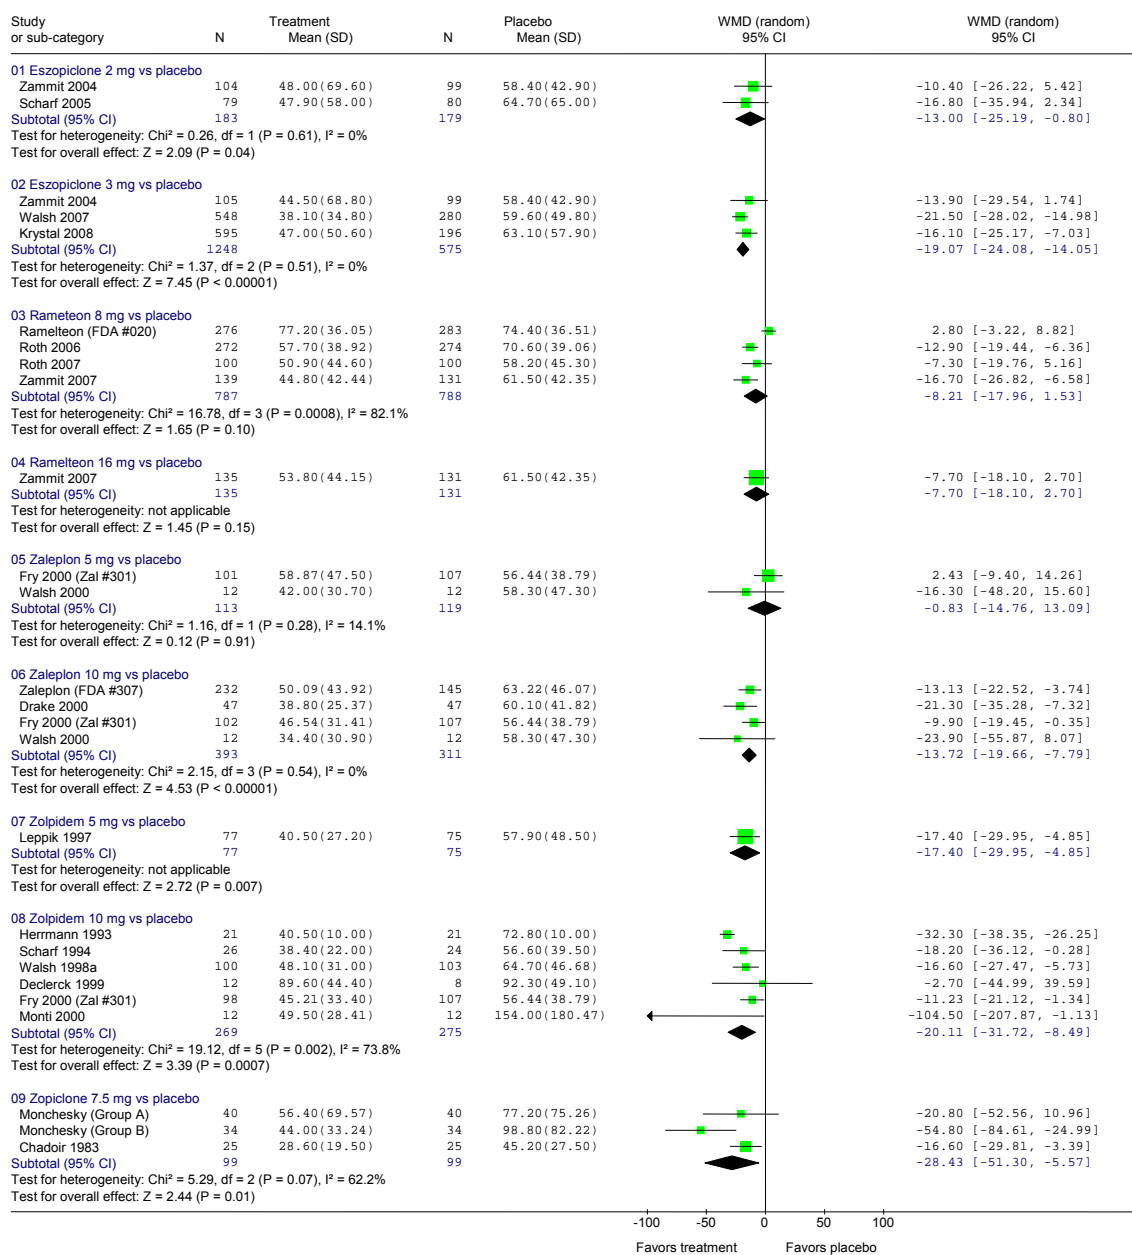 Study Treatment Placebo WMD (random) WMD (random)
or sub-category N Mean (SD) N Mean (SD) 95% CI 95% CI
01 Eszopiclone 2 mg vs placebo
Zammit 2004 104 48.00(69.60) 99 58.40(42.90) -10.40 [-26.22, 5.42]
Scharf 2005 79 47.90(58.00) 80 64.70(65.00) -16.80 [-35.94, 2.34]
Subtotal (95% CI) 183 179 -13.00 [-25.19, -0.80]
Test for heterogeneity: Chi² = 0.26, df = 1 (P = 0.61), I² = 0%
Test for overall effect: Z = 2.09 (P = 0.04)
02 Eszopiclone 3 mg vs placebo
Zammit 2004 105 44.50(68.80) 99 58.40(42.90) -13.90 [-29.54, 1.74]
Walsh 2007 548 38.10(34.80) 280 59.60(49.80) -21.50 [-28.02, -14.98]
Krystal 2008 595 47.00(50.60) 196 63.10(57.90) -16.10 [-25.17, -7.03]
Subtotal (95% CI) 1248 575 -19.07 [-24.08, -14.05]
Test for heterogeneity: Chi² = 1.37, df = 2 (P = 0.51), I² = 0%
Test for overall effect: Z = 7.45 (P < 0.00001)
03 Rameteon 8 mg vs placebo
Ramelteon (FDA #020) 276 77.20(36.05) 283 74.40(36.51) 2.80 [-3.22, 8.82]
Roth 2006 272 57.70(38.92) 274 70.60(39.06) -12.90 [-19.44, -6.36]
Roth 2007 100 50.90(44.60) 100 58.20(45.30) -7.30 [-19.76, 5.16]
Zammit 2007 139 44.80(42.44) 131 61.50(42.35) -16.70 [-26.82, -6.58]
Subtotal (95% CI) 787 788 -8.21 [-17.96, 1.53]
Test for heterogeneity: Chi² = 16.78, df = 3 (P = 0.0008), I² = 82.1%
Test for overall effect: Z = 1.65 (P = 0.10)
04 Ramelteon 16 mg vs placebo
Zammit 2007 135 53.80(44.15) 131 61.50(42.35) -7.70 [-18.10, 2.70]
Subtotal (95% CI) 135 131 -7.70 [-18.10, 2.70]
Test for heterogeneity: not applicable
Test for overall effect: Z = 1.45 (P = 0.15)
05 Zaleplon 5 mg vs placebo
Fry 2000 (Zal #301) 101 58.87(47.50) 107 56.44(38.79) 2.43 [-9.40, 14.26]
Walsh 2000 12 42.00(30.70) 12 58.30(47.30) -16.30 [-48.20, 15.60]
Subtotal (95% CI) 113 119 -0.83 [-14.76, 13.09]
Test for heterogeneity: Chi² = 1.16, df = 1 (P = 0.28), I² = 14.1%
Test for overall effect: Z = 0.12 (P = 0.91)
06 Zaleplon 10 mg vs placebo
Zaleplon (FDA #307) 232 50.09(43.92) 145 63.22(46.07) -13.13 [-22.52, -3.74]
Drake 2000 47 38.80(25.37) 47 60.10(41.82) -21.30 [-35.28, -7.32]
Fry 2000 (Zal #301) 102 46.54(31.41) 107 56.44(38.79) -9.90 [-19.45, -0.35]
Walsh 2000 12 34.40(30.90) 12 58.30(47.30) -23.90 [-55.87, 8.07]
Subtotal (95% CI) 393 311 -13.72 [-19.66, -7.79]
Test for heterogeneity: Chi² = 2.15, df = 3 (P = 0.54), I² = 0%
Test for overall effect: Z = 4.53 (P < 0.00001)
07 Zolpidem 5 mg vs placebo
Leppik 1997 77 40.50(27.20) 75 57.90(48.50) -17.40 [-29.95, -4.85]
Subtotal (95% CI) 77 75 -17.40 [-29.95, -4.85]
Test for heterogeneity: not applicable
Test for overall effect: Z = 2.72 (P = 0.007)
08 Zolpidem 10 mg vs placebo
Herrmann 1993 21 40.50(10.00) 21 72.80(10.00) -32.30 [-38.35, -26.25]
Scharf 1994 26 38.40(22.00) 24 56.60(39.50) -18.20 [-36.12, -0.28]
Walsh 1998a 100 48.10(31.00) 103 64.70(46.68) -16.60 [-27.47, -5.73]
Declerck 1999 12 89.60(44.40) 8 92.30(49.10) -2.70 [-44.99, 39.59]
Fry 2000 (Zal #301) 98 45.21(33.40) 107 56.44(38.79) -11.23 [-21.12, -1.34]
Monti 2000 12 49.50(28.41) 12 154.00(180.47) -104.50 [-207.87, -1.13]
Subtotal (95% CI) 269 275 -20.11 [-31.72, -8.49]
Test for heterogeneity: Chi² = 19.12, df = 5 (P = 0.002), I² = 73.8%
Test for overall effect: Z = 3.39 (P = 0.0007)
09 Zopiclone 7.5 mg vs placebo
Monchesky (Group A) 40 56.40(69.57) 40 77.20(75.26) -20.80 [-52.56, 10.96]
Monchesky (Group B) 34 44.00(33.24) 34 98.80(82.22) -54.80 [-84.61, -24.99]
Chadoir 1983 25 28.60(19.50) 25 45.20(27.50) -16.60 [-29.81, -3.39]
Subtotal (95% CI) 99 99 -28.43 [-51.30, -5.57]
Test for heterogeneity: Chi² = 5.29, df = 2 (P = 0.07), I² = 62.2%
Test for overall effect: Z = 2.44 (P = 0.01)
-100 -50 0 50 100
Favors treatment Favors placebo